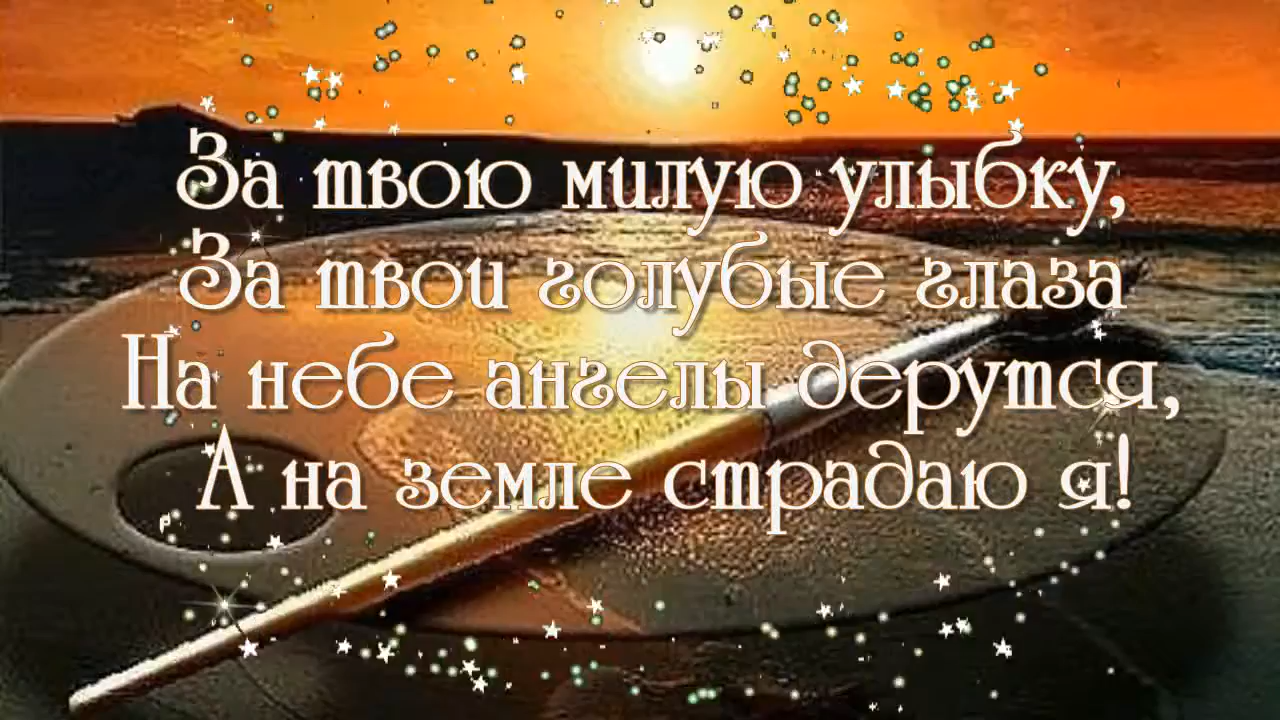 За твою милую улыбку,
За твои голубые глаза
На небе ангелы дерутся,
А на земле страдаю я!